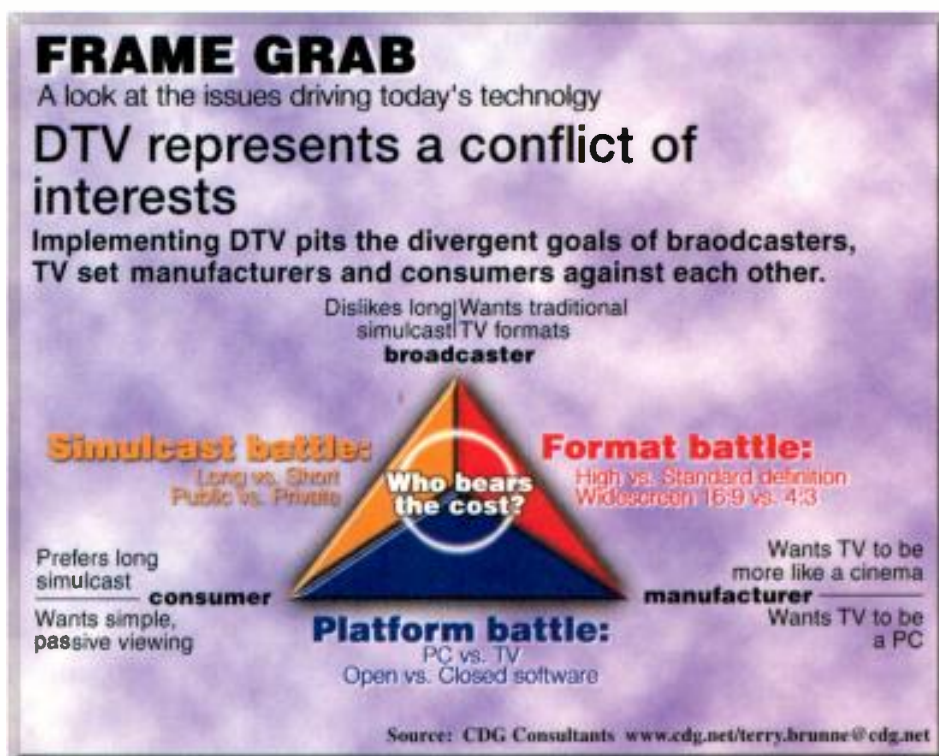 FRAME GRAB
A look at the issues driving today's technolgy
DTV represents a conflict of
interests
Implementing DTV pits the divergent goals of braodcasters,
TV set manufacturers and consumers against each other.
Dislikes long|Wants traditional
simulcast|TV formats
broadcaster
Simulcast battle:
Long vs. Short
Public vs. Private
Format battle:
High vs. Standard definition
Widescreen 16:9 vs. 4:3
Who bears
the cost?
Prefers long
simulcast
consumer
Wants simple,
passive viewing
Wants TV to be
more like a cinema
manufacturer
Wants TV to be
a PC
Platform battle:
PC vs. TV
Open vs. Closed software
Source: CDG Consultants www.cdg.net/terry.brunne@cdg.net